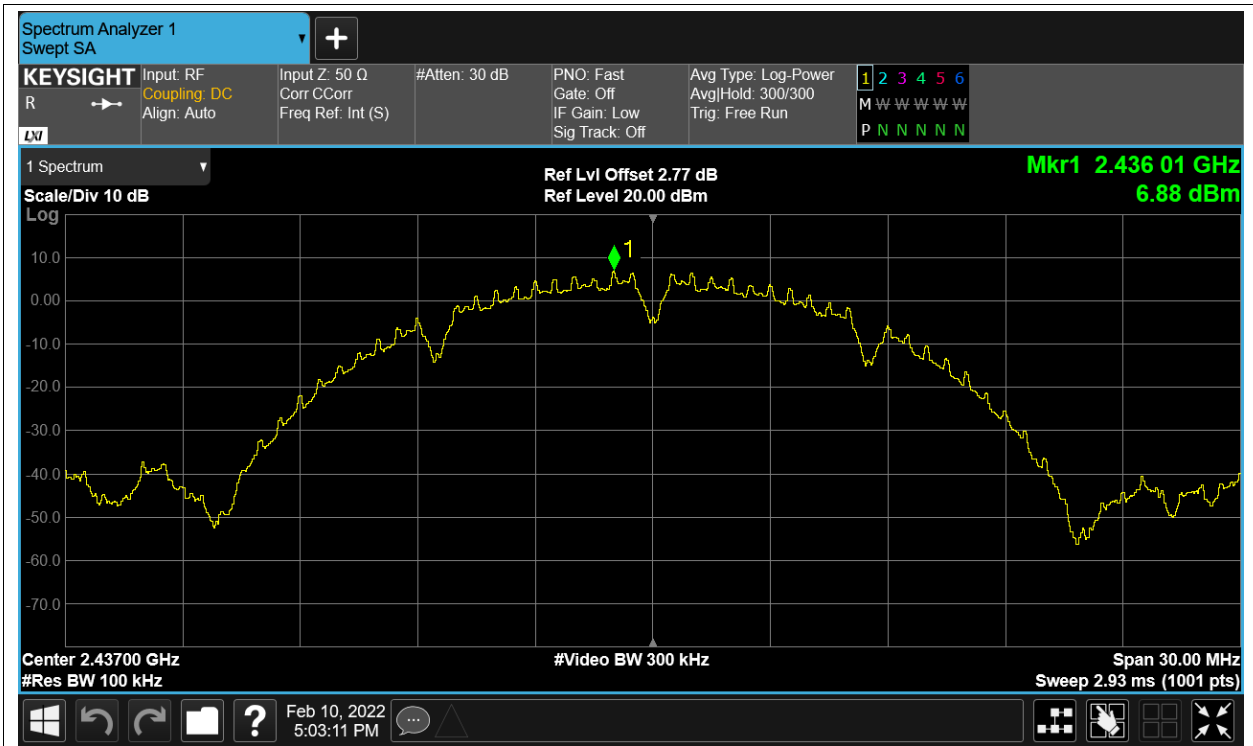 Spectrum Analyzer 1
Swept SA
KEYSIGHT
R
LXI
Input: RF
Coupling: DC
Align: Auto
Input Z: 50 Ω
Corr CCorr
Freq Ref: Int (S)
#Atten: 30 dB
PNO: Fast
Gate: Off
IF Gain: Low
Sig Track: Off
Avg Type: Log-Power
Avg|Hold: 300/300
Trig: Free Run
1 2 3 4 5 6
M W W W W W
P N N N N N
1 Spectrum
Scale/Div 10 dB
Log
Ref Lvl Offset 2.77 dB
Ref Level 20.00 dBm
Mkr1 2.436 01 GHz
6.88 dBm
1
10.0
0.00
-10.0
-20.0
-30.0
-40.0
-50.0
-60.0
-70.0
Center 2.43700 GHz
#Res BW 100 kHz
#Video BW 300 kHz
Span 30.00 MHz
Sweep 2.93 ms (1001 pts)
?
Feb 10, 2022
5:03:11 PM